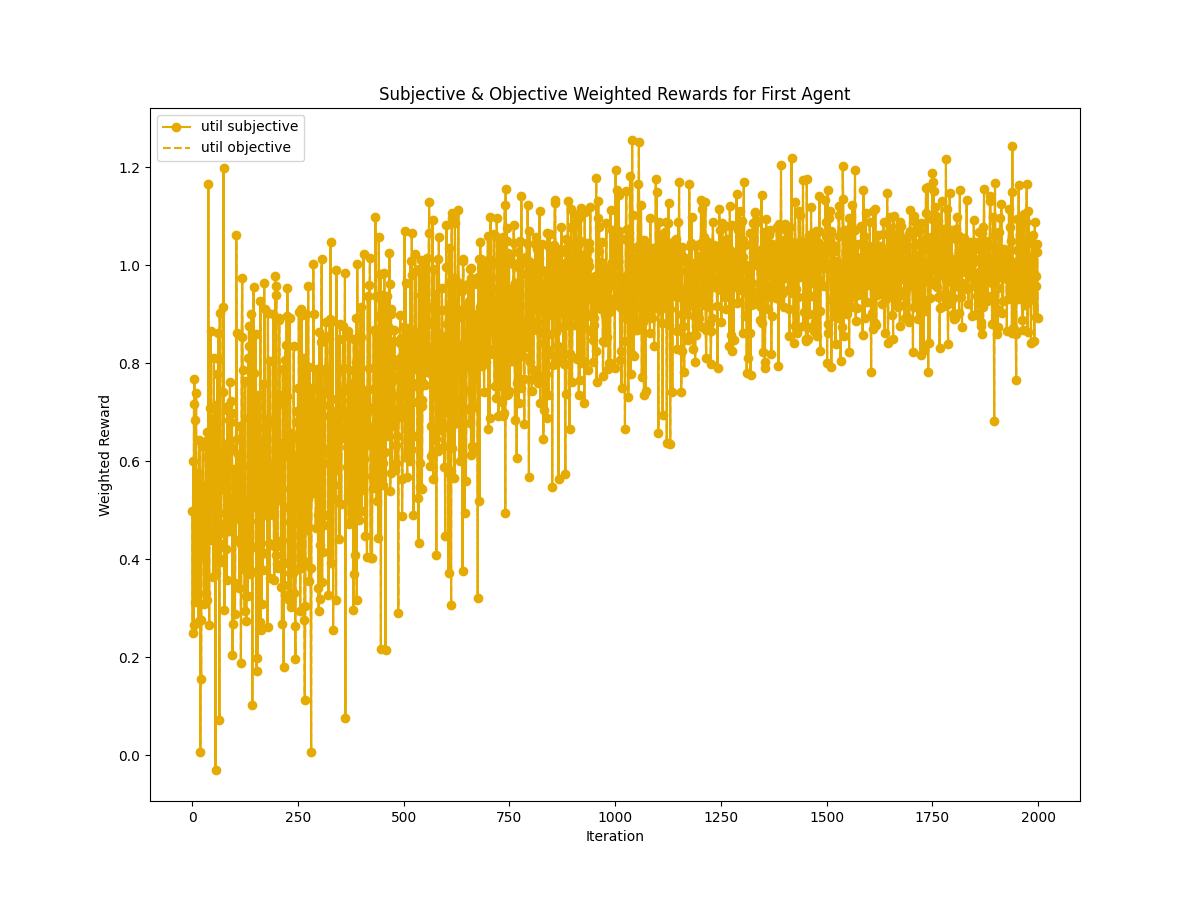 Subjective & Objective Weighted Rewards for First Agent
util subjective
util objective
Weighted Reward
1.2
1.0
0.8
0.6
0.4
0.2
0.0
0 250 500 750 1000 1250 1500 1750 2000
Iteration